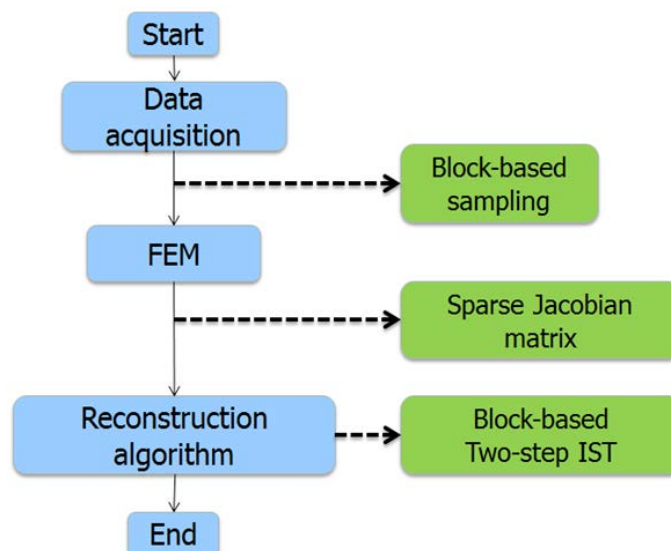 Start
Data
acquisition
Block-based
sampling
FEM
Sparse Jacobian
matrix
Reconstruction
algorithm
Block-based
Two-step IST
End